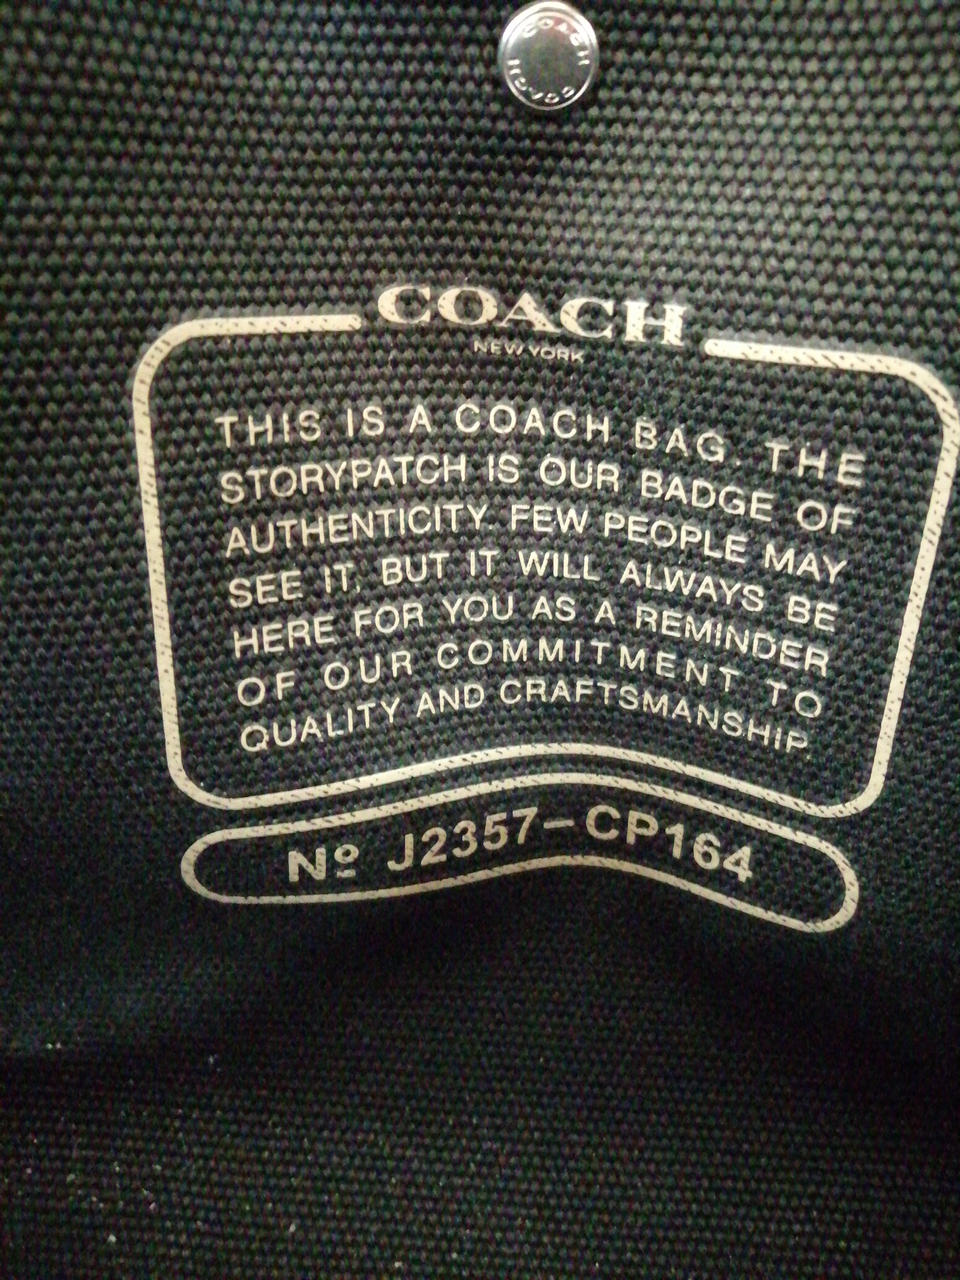 COACH
COACH
COACH
NEW YORK
THIS IS A COACH BAG. THE
STORYPATCH IS OUR BADGE OF
AUTHENTICITY. FEW PEOPLE MAY
SEE IT, BUT IT WILL ALWAYS BE
HERE FOR YOU AS A REMINDER
OF OUR COMMITMENT TO
QUALITY AND CRAFTSMANSHIP
Nº J2357-CP164